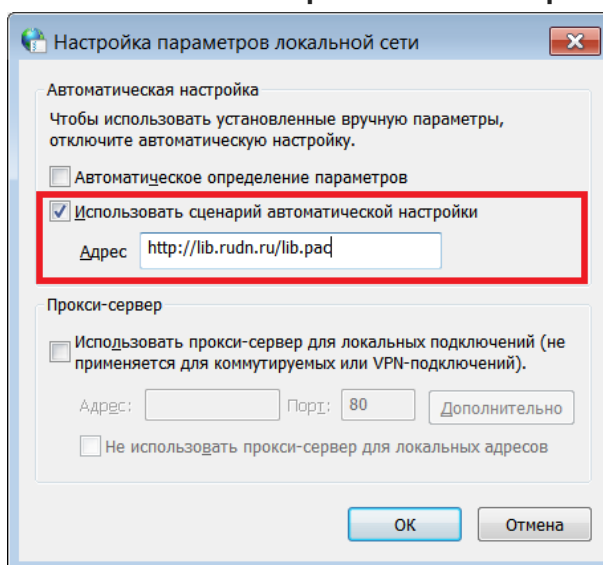 Настройка параметров локальной сети
Автоматическая настройка
Чтобы использовать установленные вручную параметры,
отключите автоматическую настройку.
Автоматическое определение параметров
Использовать сценарий автоматической настройки
Адрес http://lib.rudn.ru/lib.pac
Прокси-сервер
Использовать прокси-сервер для локальных подключений (не
применяется для коммутируемых или VPN-подключений).
Адрес: Порт: 80 Дополнительно
Не использовать прокси-сервер для локальных адресов
ОК Отмена